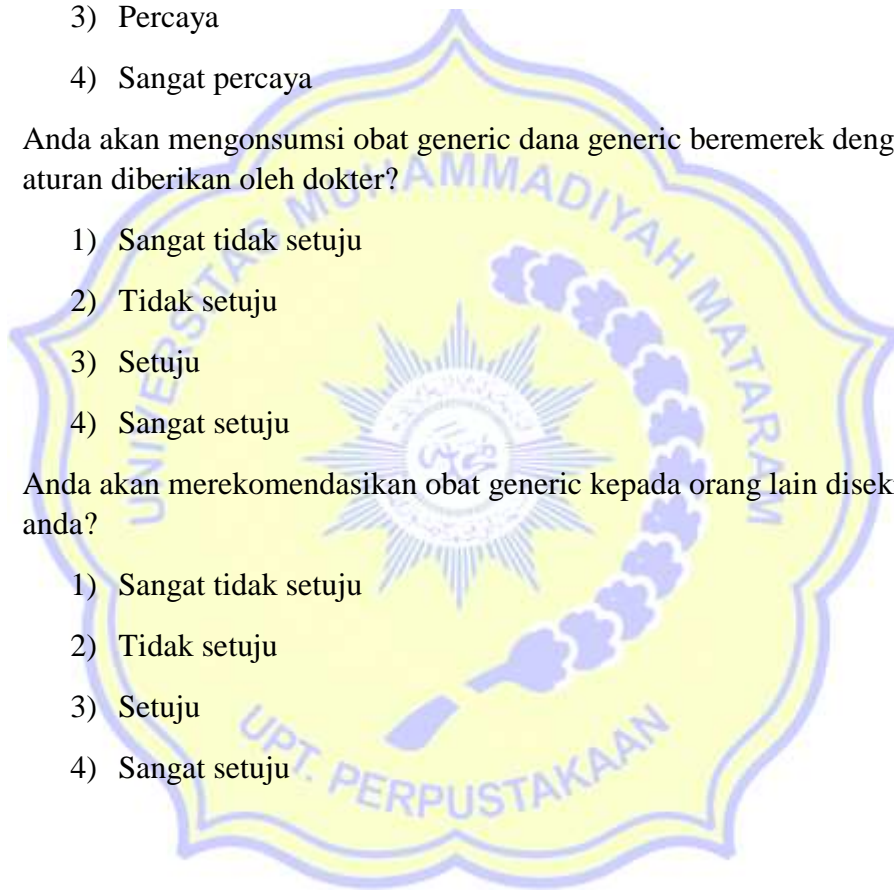 3) Percaya
4) Sangat percaya
Anda akan mengonsumsi obat generic dana generic beremerek deng
aturan diberikan oleh dokter?
1) Sangat tidak setuju
2) Tidak setuju
3) Setuju
4) Sangat setuju
Anda akan merekomendasikan obat generic kepada orang lain disek
anda?
1) Sangat tidak setuju
2) Tidak setuju
3) Setuju
4) Sangat setuju
UNIVERSITAS MUHAMMADIYAH MATARAM
UPT. PERPUSTAKAAN